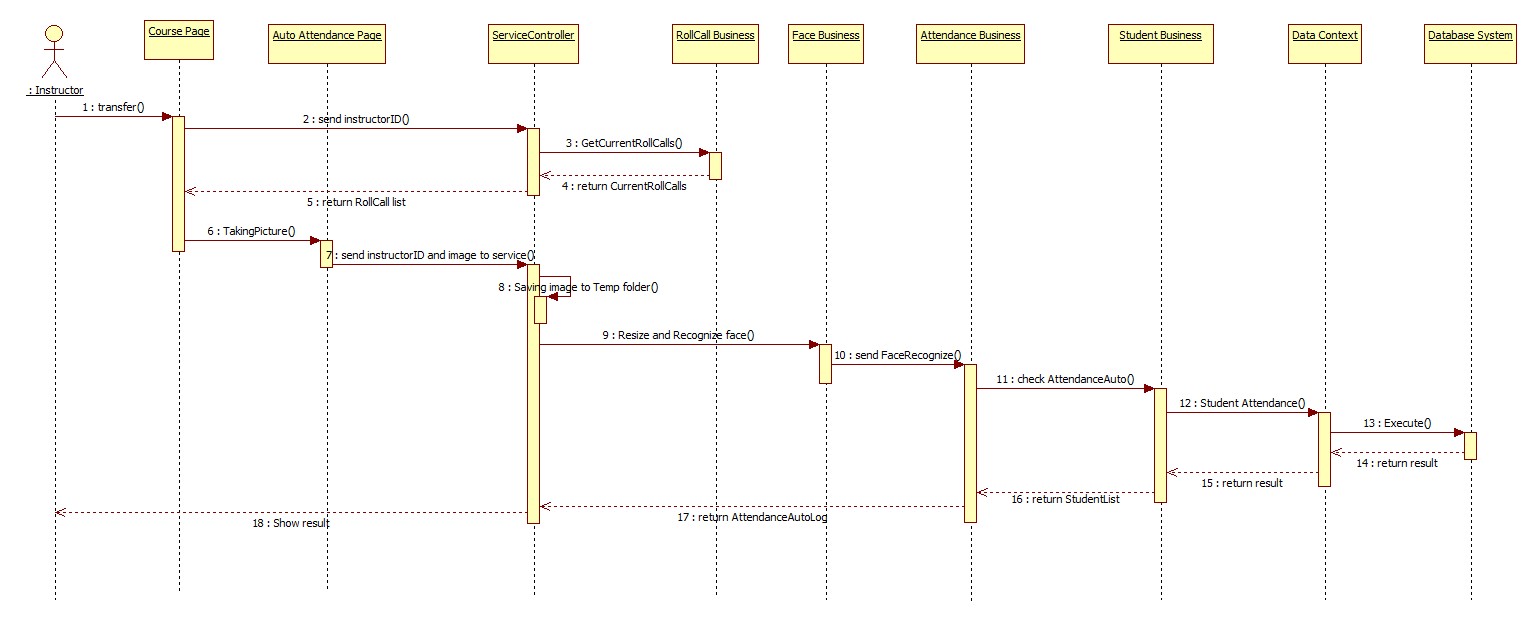 Course Page
Auto Attendance Page
ServiceController
RollCall Business
Face Business
Attendance Business
Student Business
Data Context
Database System
: Instructor
1 : transfer()
2 : send instructorID()
3 : GetCurrentRollCalls()
4 : return CurrentRollCalls
5 : return RollCall list
6 : TakingPicture()
7 : send instructorID and image to service()
8 : Saving image to Temp folder()
9 : Resize and Recognize face()
10 : send FaceRecognize()
11 : check AttendanceAuto()
12 : Student Attendance()
13 : Execute()
14 : return result
15 : return result
16 : return StudentList
17 : return AttendanceAutoLog
18 : Show result